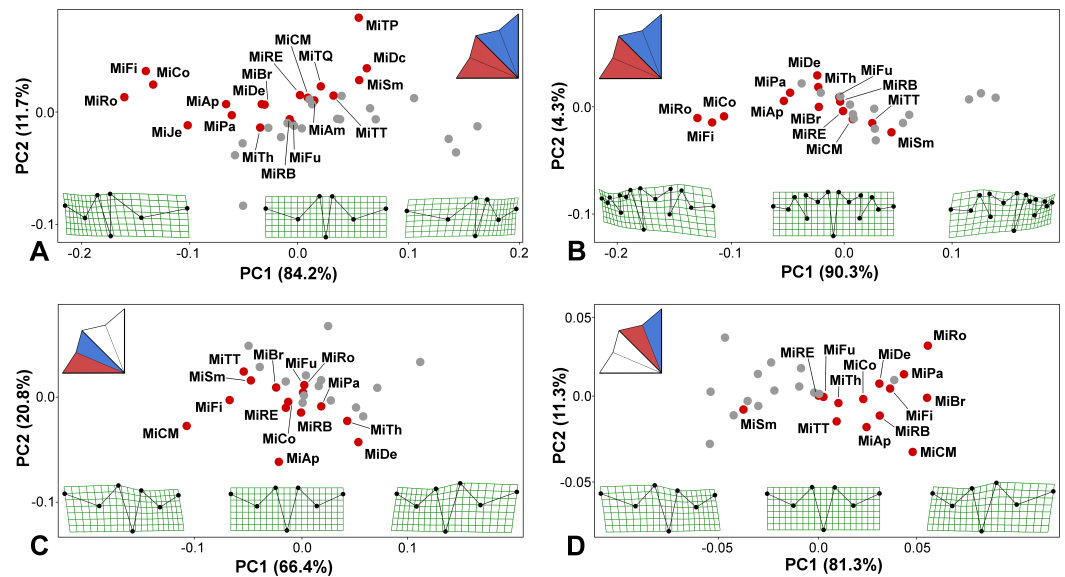 MiTP
MiCM
MiRE
MiTQ
MiDc
MiFi
MiCo
MiBr
MiSm
MiDe
MiRo
MiAp
MiJe
MiPa
MiAm
MiTT
MiTh
MiFu
MiRB
0.0
-0.1
PC2 (11.7%)
A
-0.2
-0.1
0.0
0.1
0.2
PC1 (84.2%)
MiDe
MiFu
MiPa
MiTh
MiRB
MiCo
MiTT
MiRo
MiAp
MiBr
MiFi
MiRE
MiSm
MiCM
0.0
-0.1
PC2 (4.3%)
B
-0.2
-0.1
0.0
0.1
PC1 (90.3%)
MiTT
MiBr
MiFu
MiRo
MiSm
MiPa
MiFi
MiRE
MiRB
MiCM
MiCo
MiTh
MiDe
MiAp
0.0
-0.1
PC2 (20.8%)
C
-0.1
0.0
0.1
PC1 (66.4%)
MiRo
MiRE
MiFu
MiDe
MiCo
MiPa
MiTh
MiBr
MiFi
MiSm
MiTT
MiRB
MiAp
MiCM
0.05
0.0
-0.05
PC2 (11.3%)
D
-0.05
0.0
0.05
PC1 (81.3%)